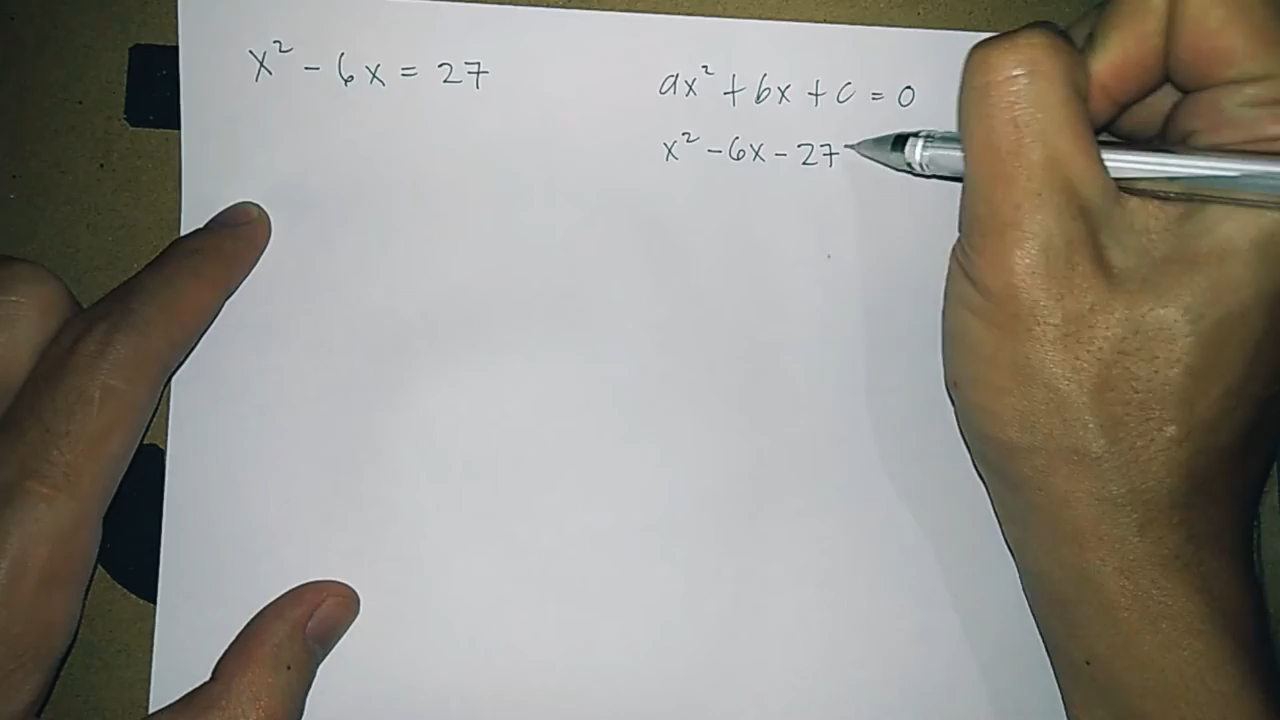 x² - 6x = 27
ax² + bx + c = 0
x² - 6x - 27